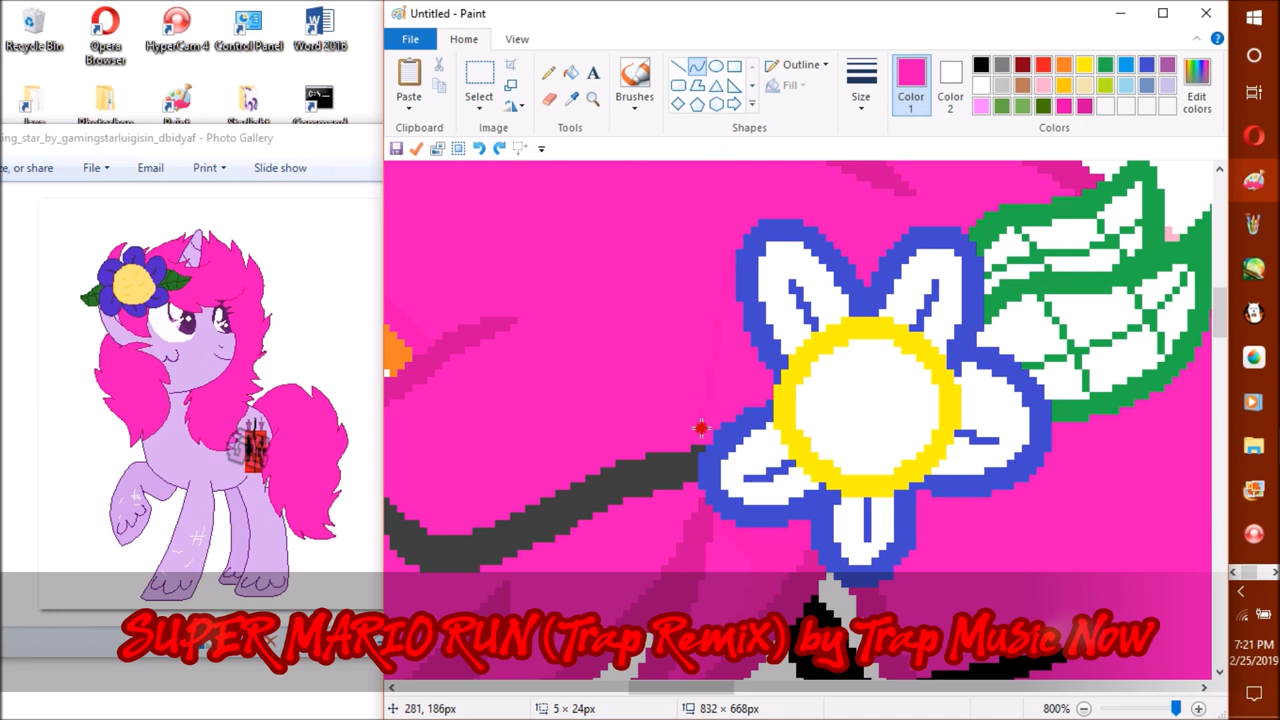 Recycle Bin
Opera Browser
HyperCam 4
Control Panel
Word 2016
Untitled - Paint
File
Home
View
Paste
Select
Brushes
Outline
Fill
Size
Color 1
Color 2
Edit colors
Clipboard
Image
Tools
Shapes
Colors
ing_star_by_gamingstarluigisin_dbidyaf - Photo Gallery
e, or share
File
Email
Print
Slide show
SUPER MARIO RUN (Trap Remix) by Trap Music Now
7:21 PM
2/25/2019
281, 186px
5 × 24px
832 × 668px
800%